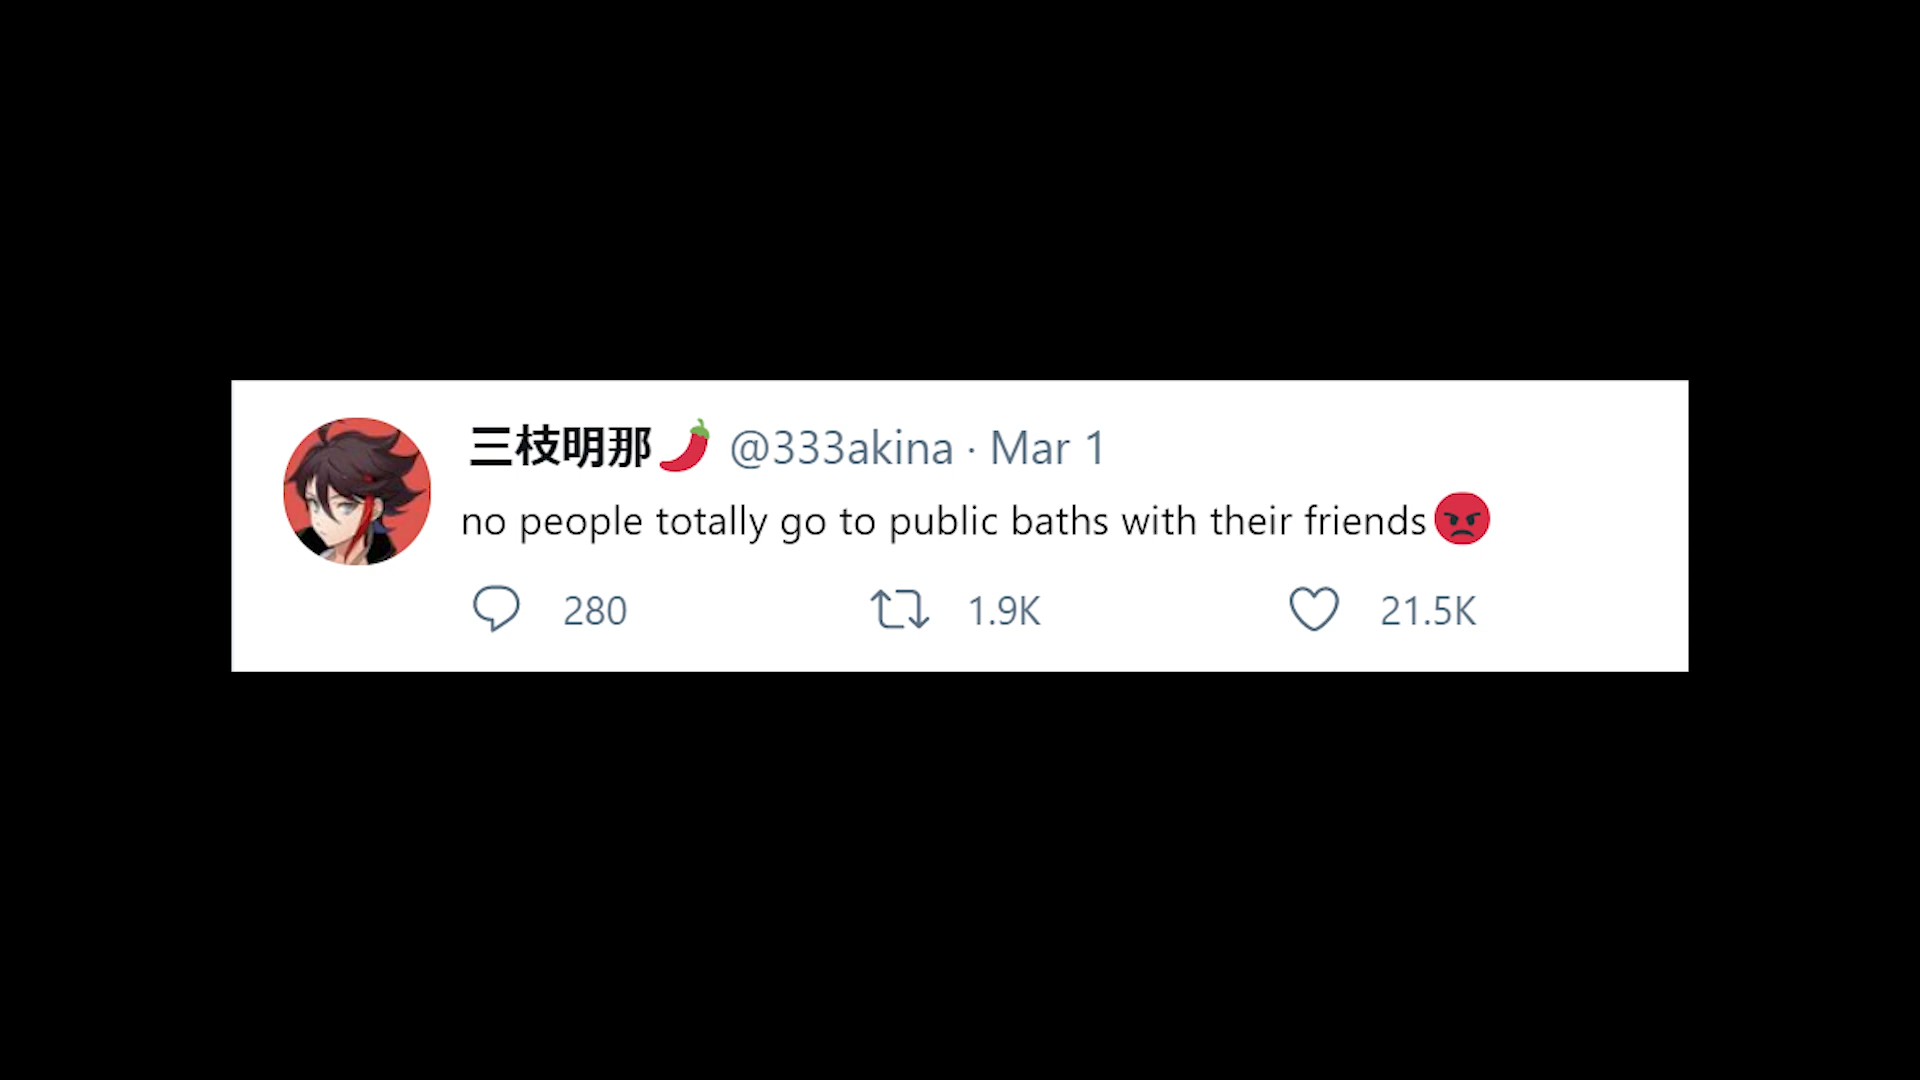 三枝明那🌶 @333akina · Mar 1
no people totally go to public baths with their friends😡
280 1.9K 21.5K